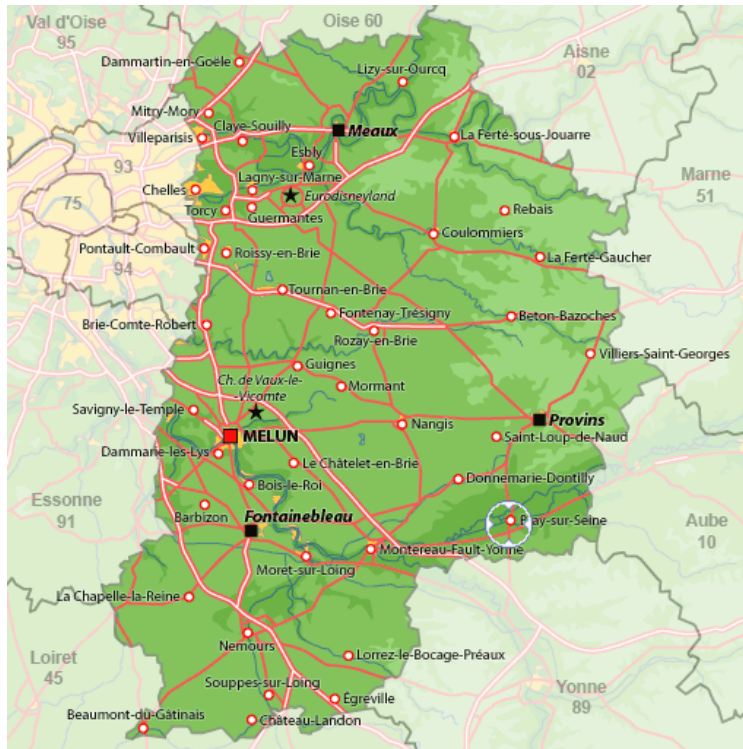 Oise 60
Val d'Oise
95
Aisne
02
Dammartin-en-Goële
Lizy-sur-Ourcq
Mitry-Mory
Claye-Souilly
Meaux
Villeparisis
La Ferté-sous-Jouarre
Esbly
93
Lagny-sur-Marne
Marne
51
Chelles
Eurodisneyland
75
Torcy
Guermantes
Rebais
Coulommiers
Pontault-Combault
Roissy-en-Brie
La Ferté-Gaucher
94
Tournan-en-Brie
Fontenay-Trésigny
Beton-Bazoches
Brie-Comte-Robert
Rozay-en-Brie
Villiers-Saint-Georges
Guignes
Ch. de Vaux-le-
-Vicomte
Mormant
Savigny-le-Temple
Provins
Nangis
MELUN
Saint-Loup-de-Naud
Dammarie-les-Lys
Le Châtelet-en-Brie
Donnemarie-Dontilly
Bois-le-Roi
Essonne
91
Barbizon
Fontainebleau
Bray-sur-Seine
Aube
10
Montereau-Fault-Yonne
Moret-sur-Loing
La Chapelle-la-Reine
Nemours
Loiret
45
Lorrez-le-Bocage-Préaux
Souppes-sur-Loing
Yonne
89
Égreville
Beaumont-du-Gâtinais
Château-Landon